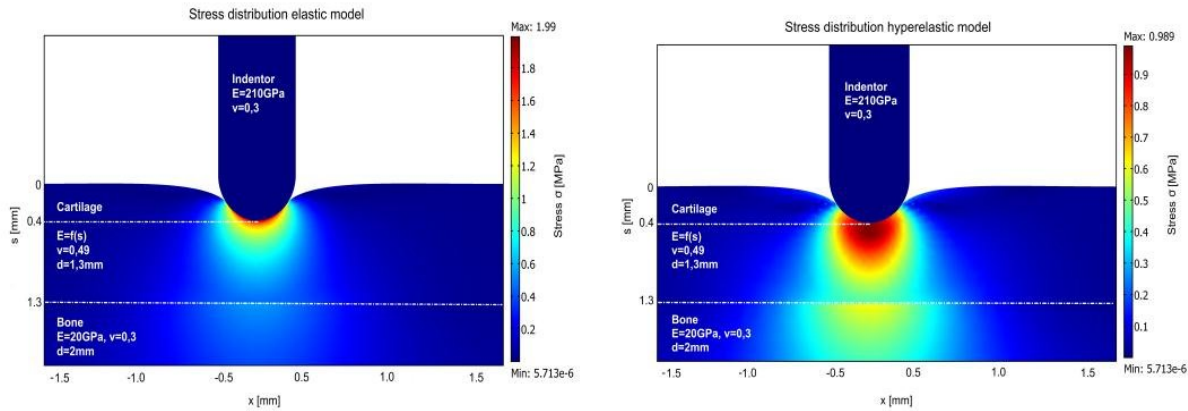 Stress distribution elastic model
Max: 1.99
Indentor
E=210GPa
v=0,3
1.8
1.6
1.4
1.2
1
0.8
0.6
0.4
0.2
Stress σ [MPa]
Min: 5.713e-6
0
0.4
1.3
s [mm]
Cartilage
E=f(s)
v=0,49
d=1,3mm
Bone
E=20GPa, v=0,3
d=2mm
-1.5
-1.0
-0.5
0.5
1.0
1.5
x [mm]
Stress distribution hyperelastic model
Max: 0.989
Indentor
E=210GPa
v=0,3
0.9
0.8
0.7
0.6
0.5
0.4
0.3
0.2
0.1
Stress σ [MPa]
Min: 5.713e-6
0
0.4
1.3
s [mm]
Cartilage
E=f(s)
v=0,49
d=1,3mm
Bone
E=20GPa, v=0,3
d=2mm
-1.5
-1.0
-0.5
0.5
1.0
1.5
x [mm]